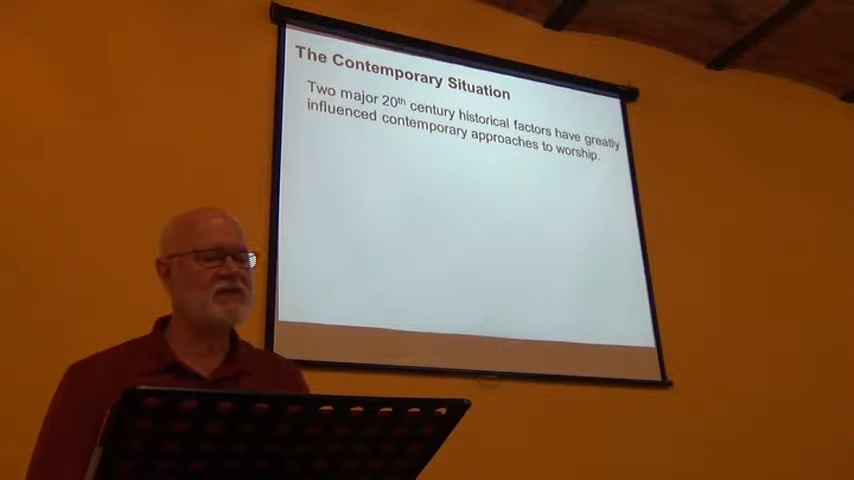 The Contemporary Situation
Two major 20th century historical factors have greatly
influenced contemporary approaches to worship.